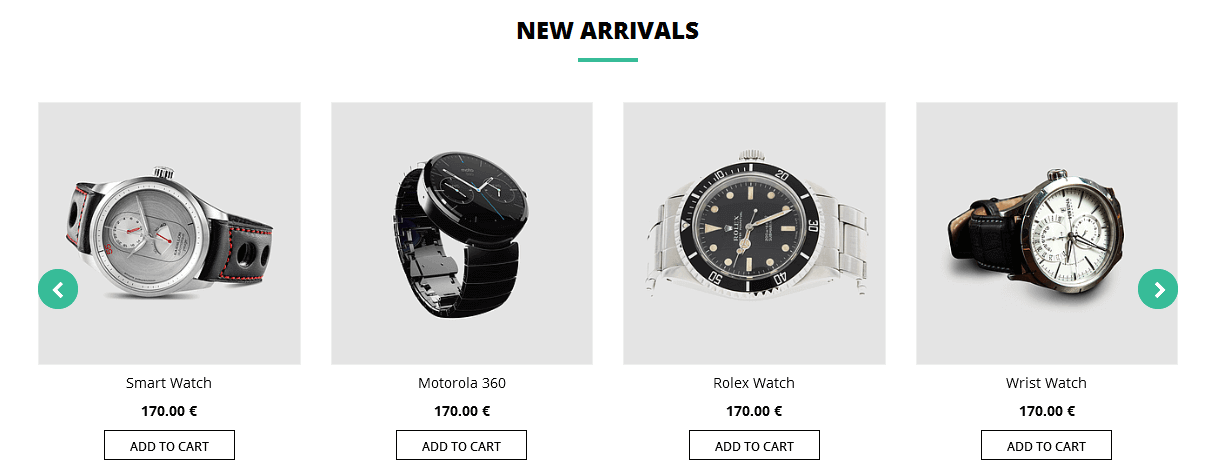 NEW ARRIVALS
ROLEX
10
20
30
40
50
Smart Watch
Motorola 360
Rolex Watch
Wrist Watch
170.00 €
170.00 €
170.00 €
170.00 €
ADD TO CART
ADD TO CART
ADD TO CART
ADD TO CART